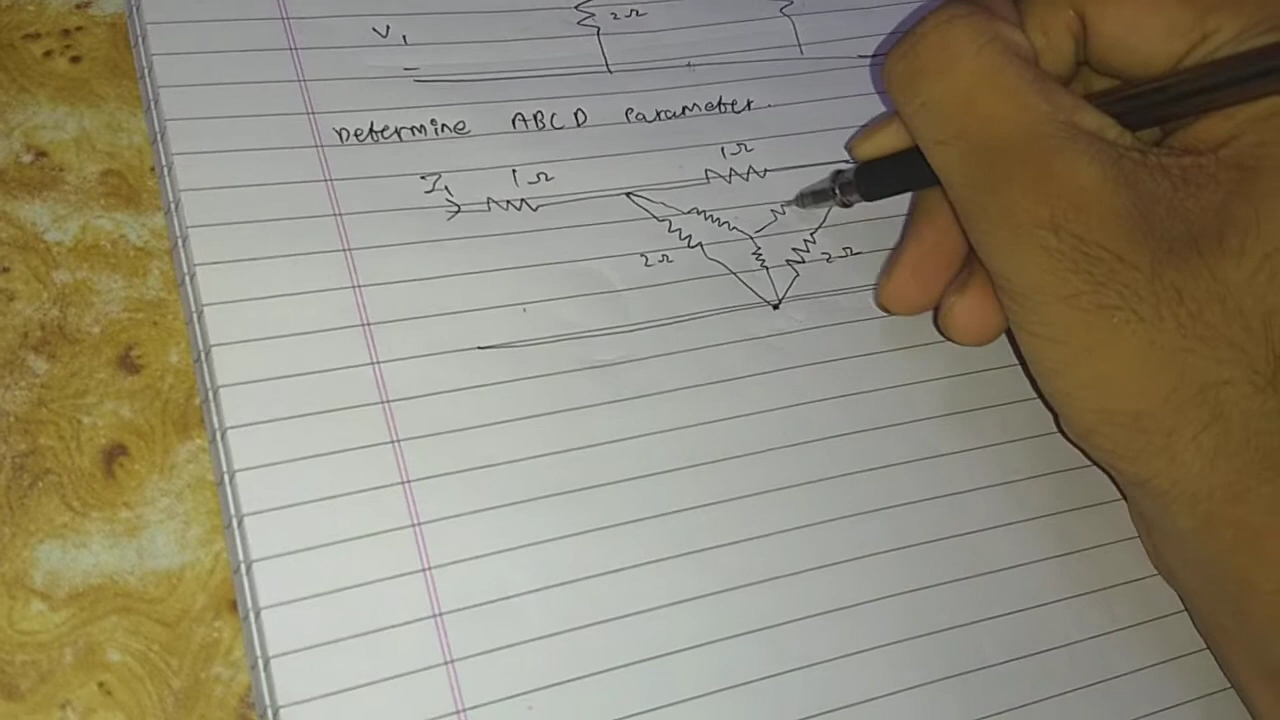 2Ω
V1
-
Determine ABCD Parameter.
1Ω
I1 1Ω
2Ω 2Ω